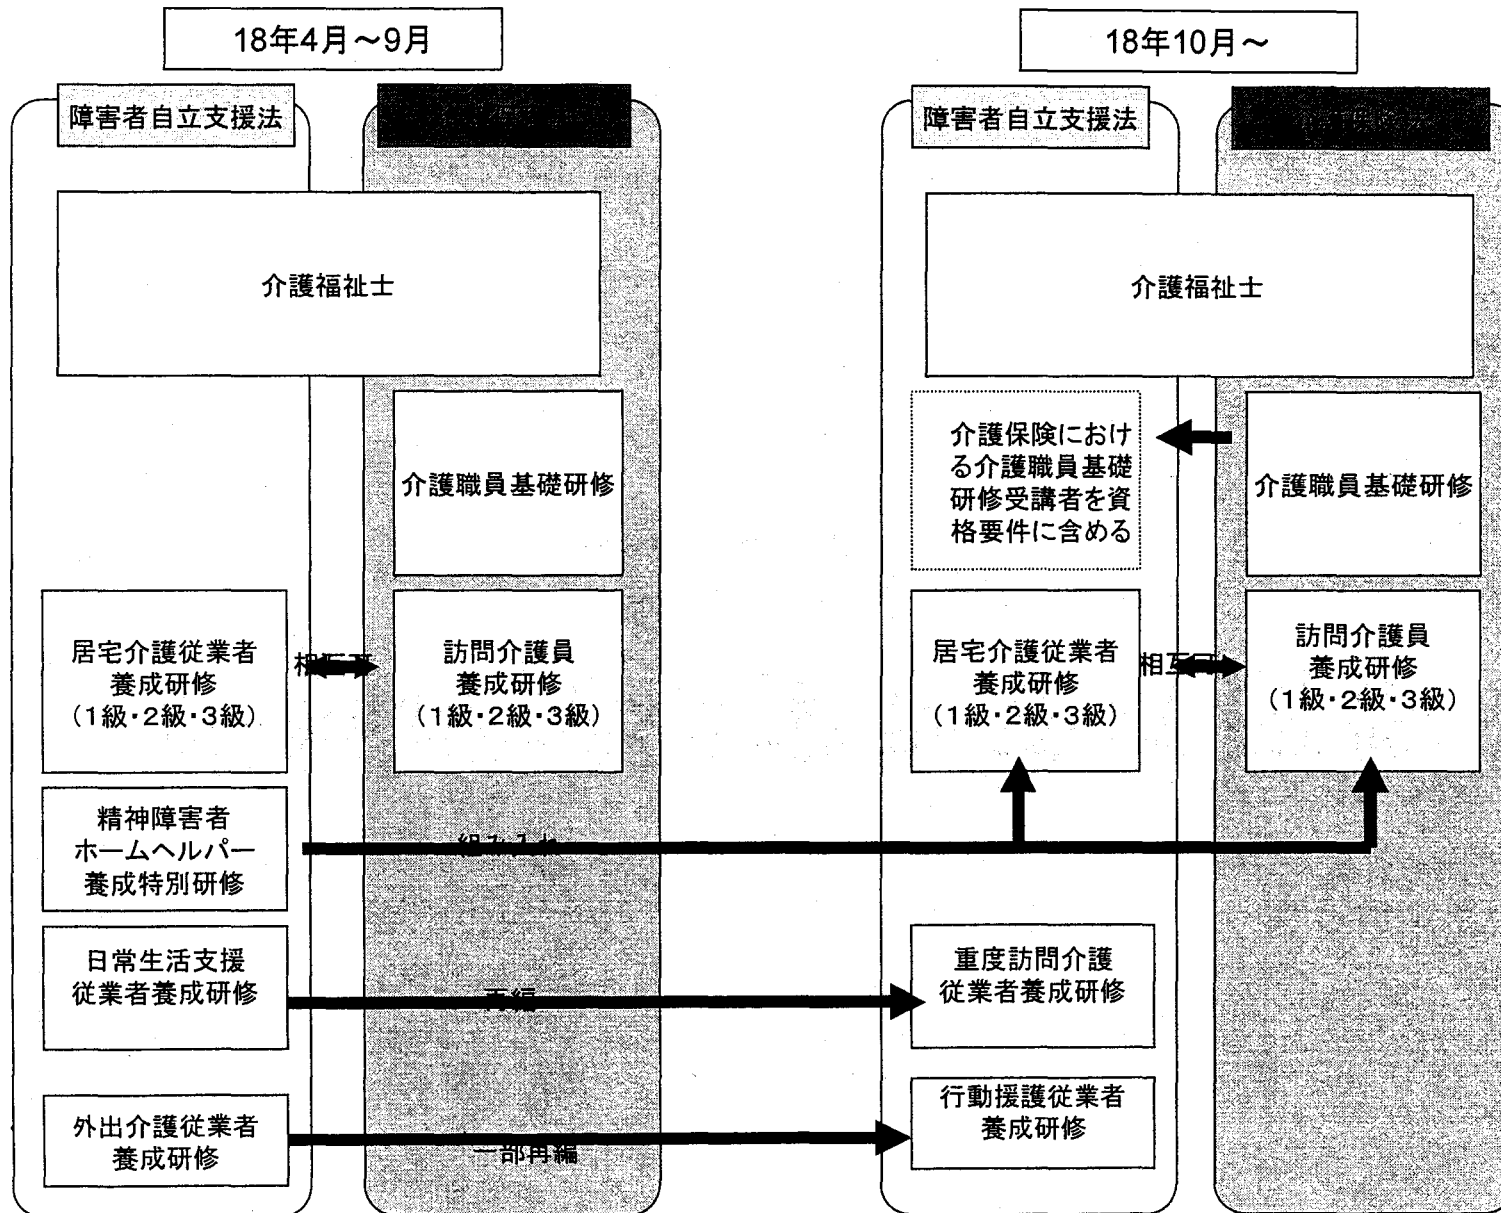 18年4月～9月
障害者自立支援法
介護福祉士
介護職員基礎研修
居宅介護従業者
養成研修
（1級・2級・3級）
訪問介護員
養成研修
（1級・2級・3級）
精神障害者
ホームヘルパー
養成特別研修
組み入れ
日常生活支援
従業者養成研修
再編
外出介護従業者
養成研修
一部再編
18年10月～
障害者自立支援法
介護福祉士
介護保険におけ
る介護職員基礎
研修受講者を資
格要件に含める
介護職員基礎研修
居宅介護従業者
養成研修
（1級・2級・3級）
相互
訪問介護員
養成研修
（1級・2級・3級）
重度訪問介護
従業者養成研修
行動援護従業者
養成研修